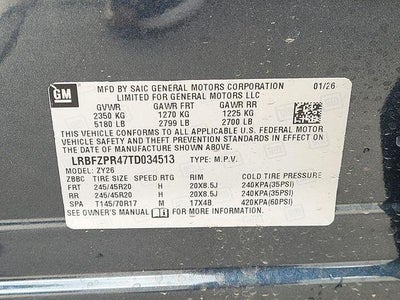 GM
MFD BY SAIC GENERAL MOTORS CORPORATION 01/26
LIMITED FOR GENERAL MOTORS LLC
GVWR GAWR FRT GAWR RR
2350 KG 1270 KG 1225 KG
5180 LB 2799 LB 2700 LB
THIS VEHICLE CONFORMS TO ALL APPLICABLE U.S. FEDERAL
MOTOR VEHICLE SAFETY, BUMPER, AND THEFT PREVENTION
STANDARDS IN EFFECT ON THE DATE OF MANUFACTURE SHOWN ABOVE.
LRBFZPR47TD034513 TYPE: M.P.V.
MODEL: ZY26
ZBBC TIRE SIZE SPEED RTG RIM COLD TIRE PRESSURE
FRT 245/45R20 H 20X8.5J 240KPA(35PSI)
RR 245/45R20 H 20X8.5J 240KPA(35PSI)
SPA T145/70R17 M 17X4B 420KPA(60PSI)
SEE OWNER'S MANUAL FOR MORE INFORMATION.